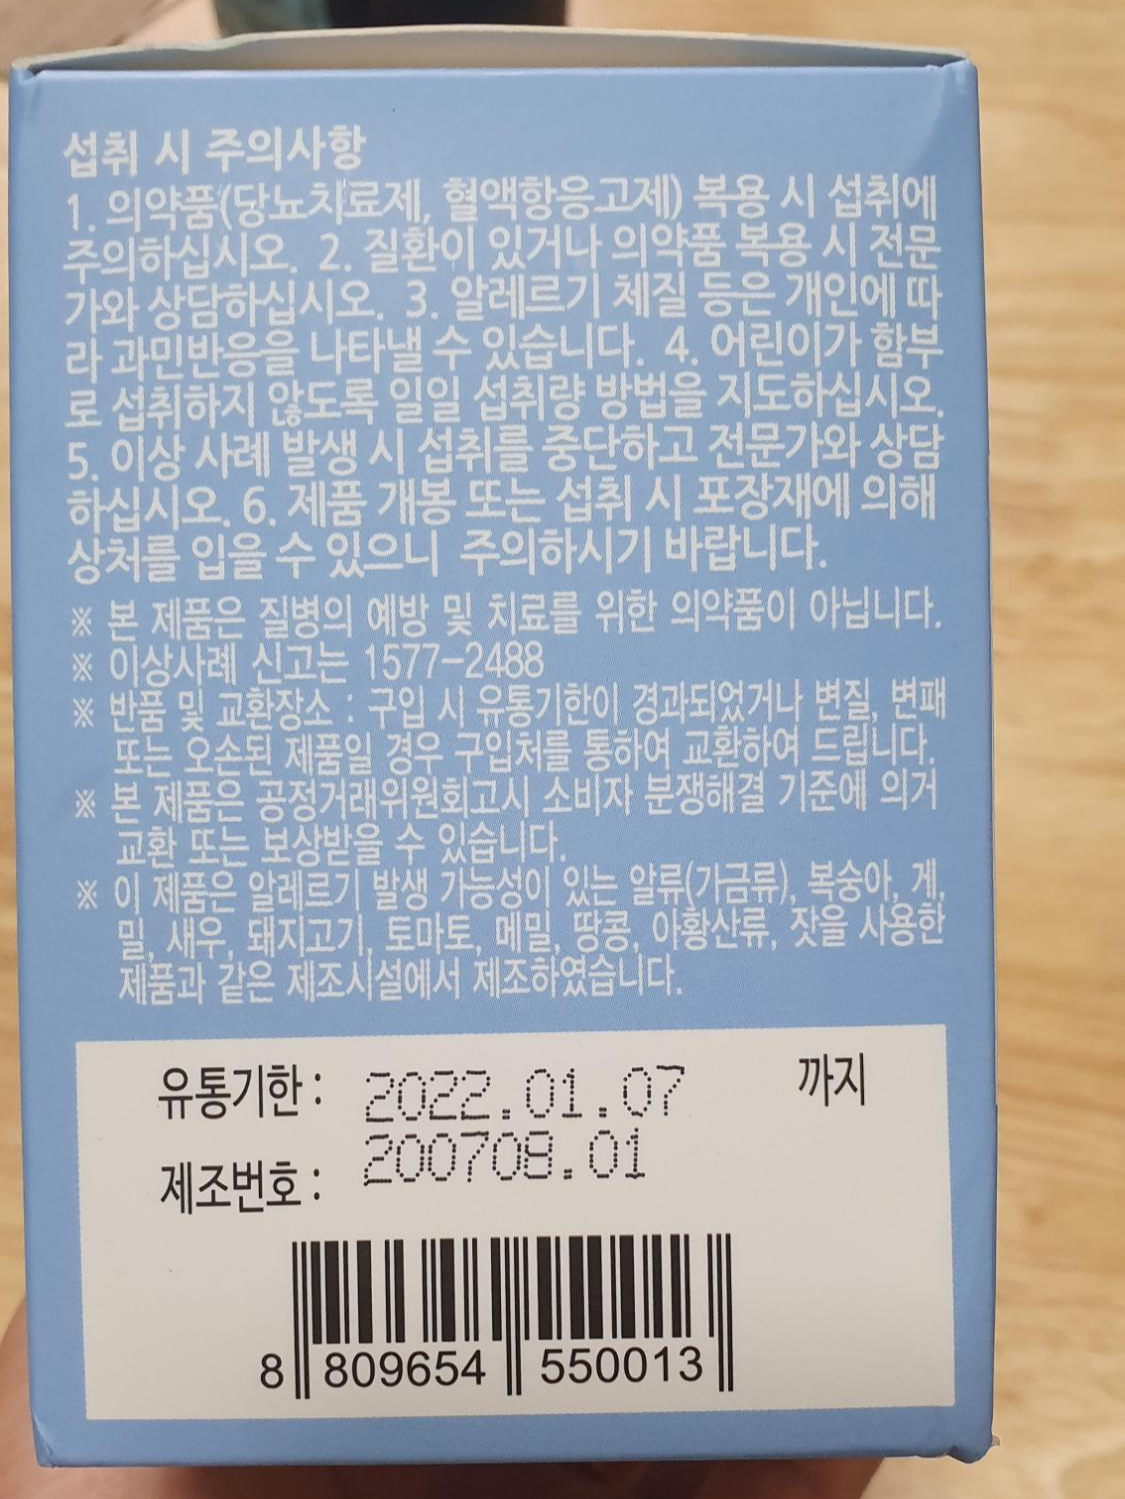 섭취 시 주의사항
1. 의약품(당뇨치료제, 혈액항응고제) 복용 시 섭취에
주의하십시오. 2. 질환이 있거나 의약품 복용 시 전문
가와 상담하십시오. 3. 알레르기 체질 등은 개인에 따
라 과민반응을 나타낼 수 있습니다. 4. 어린이가 함부
로 섭취하지 않도록 일일 섭취량 방법을 지도하십시오.
5. 이상 사례 발생 시 섭취를 중단하고 전문가와 상담
하십시오. 6. 제품 개봉 또는 섭취 시 포장재에 의해
상처를 입을 수 있으니 주의하시기 바랍니다.
※ 본 제품은 질병의 예방 및 치료를 위한 의약품이 아닙니다.
※ 이상사례 신고는 1577-2488
※ 반품 및 교환장소 : 구입 시 유통기한이 경과되었거나 변질, 변패
또는 오손된 제품일 경우 구입처를 통하여 교환하여 드립니다.
※ 본 제품은 공정거래위원회고시 소비자 분쟁해결 기준에 의거
교환 또는 보상받을 수 있습니다.
※ 이 제품은 알레르기 발생 가능성이 있는 알류(가금류), 복숭아, 게,
밀, 새우, 돼지고기, 토마토, 메밀, 땅콩, 아황산류, 잣을 사용한
제품과 같은 제조시설에서 제조하였습니다.
유통기한 : 2022.01.07 까지
제조번호 : 200708.01
8 809654 550013